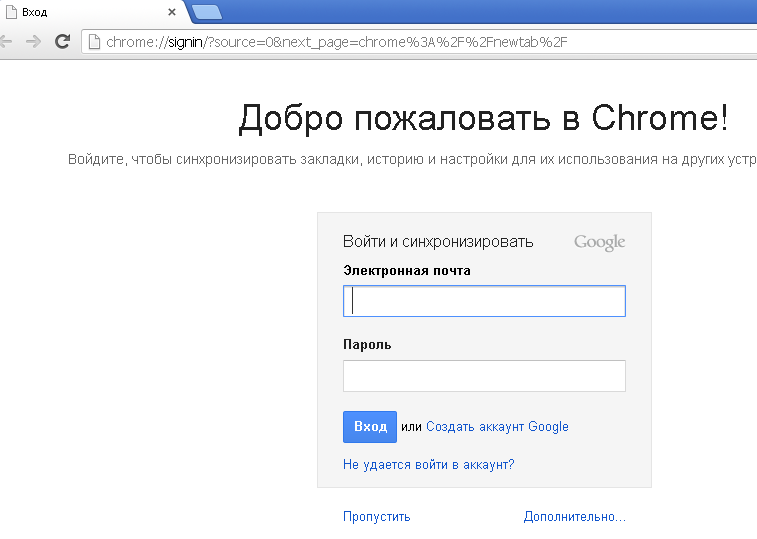 Вход
chrome://signin/?source=0&next_page=chrome%3A%2F%2Fnewtab%2F
Добро пожаловать в Chrome!
Войдите, чтобы синхронизировать закладки, историю и настройки для их использования на других устр
Войти и синхронизировать Google
Электронная почта
Пароль
Вход или Создать аккаунт Google
Не удается войти в аккаунт?
Пропустить Дополнительно...